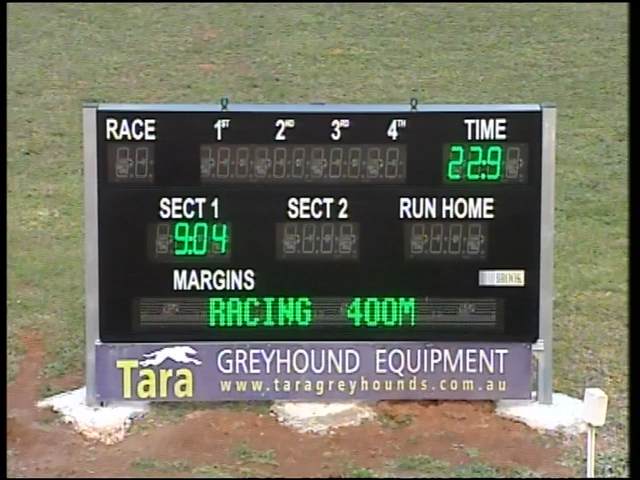 RACE 1ST 2ND 3RD 4TH TIME
22:9
SECT 1 SECT 2 RUN HOME
9:04
MARGINS
RACING 400M
Tara GREYHOUND EQUIPMENT
www.taragreyhounds.com.au